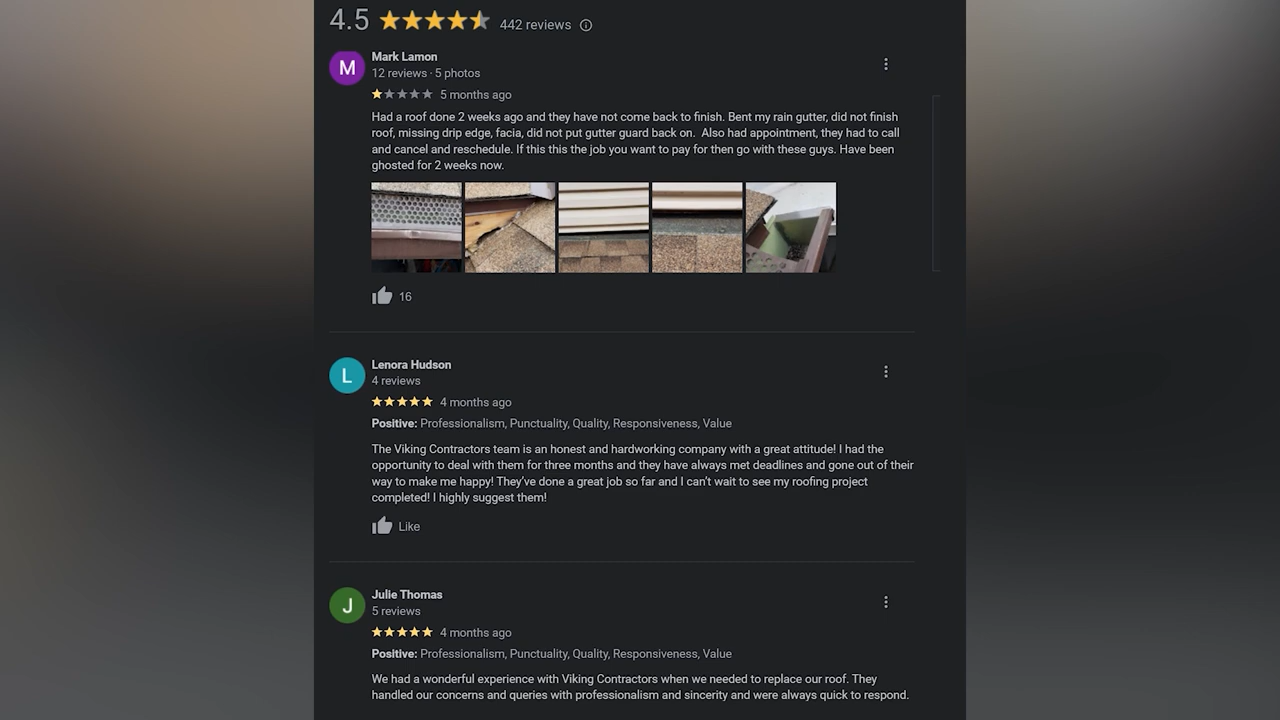 4.5 442 reviews
M Mark Lamon
12 reviews · 5 photos
5 months ago
Had a roof done 2 weeks ago and they have not come back to finish. Bent my rain gutter, did not finish
roof, missing drip edge, facia, did not put gutter guard back on.  Also had appointment, they had to call
and cancel and reschedule. If this this the job you want to pay for then go with these guys. Have been
ghosted for 2 weeks now.
16
L Lenora Hudson
4 reviews
4 months ago
Positive: Professionalism, Punctuality, Quality, Responsiveness, Value
The Viking Contractors team is an honest and hardworking company with a great attitude! I had the
opportunity to deal with them for three months and they have always met deadlines and gone out of their
way to make me happy! They've done a great job so far and I can't wait to see my roofing project
completed! I highly suggest them!
Like
J Julie Thomas
5 reviews
4 months ago
Positive: Professionalism, Punctuality, Quality, Responsiveness, Value
We had a wonderful experience with Viking Contractors when we needed to replace our roof. They
handled our concerns and queries with professionalism and sincerity and were always quick to respond.